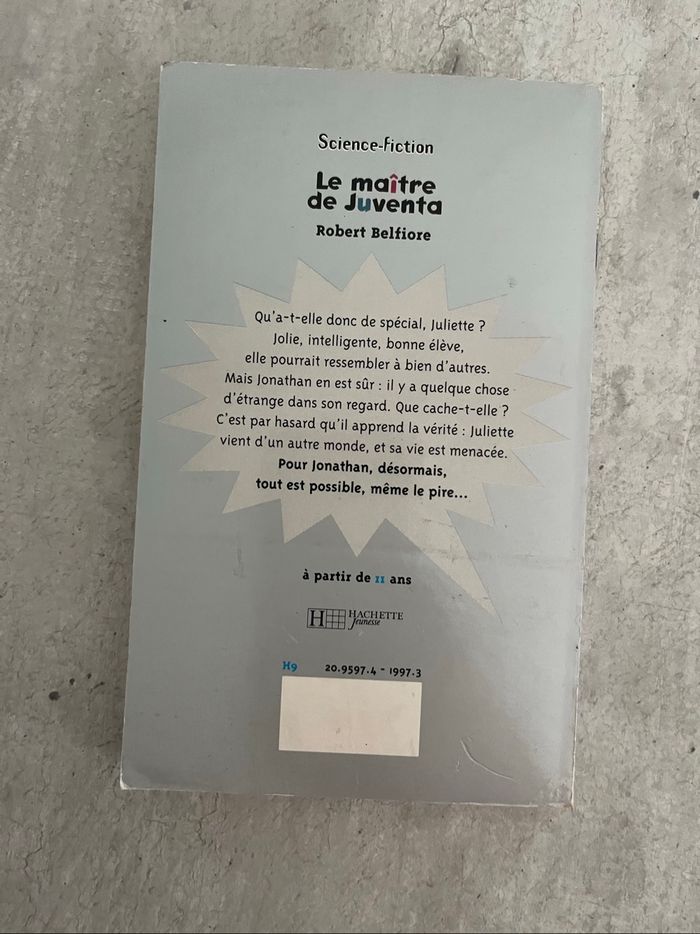 Science-fiction
Le maître
de Juventa
Robert Belfiore
Qu'a-t-elle donc de spécial, Juliette ?
Jolie, intelligente, bonne élève,
elle pourrait ressembler à bien d'autres.
Mais Jonathan en est sûr : il y a quelque chose
d'étrange dans son regard. Que cache-t-elle ?
C'est par hasard qu'il apprend la vérité : Juliette
vient d'un autre monde, et sa vie est menacée.
Pour Jonathan, désormais,
tout est possible, même le pire...
à partir de 11 ans
H HACHETTE
Jeunesse
H9 20.9597.4 - 1997.3